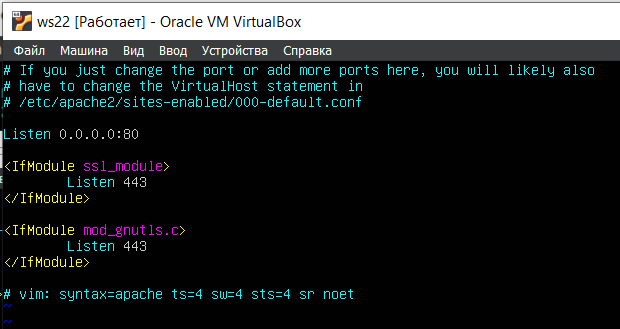 ws22 [Работает] - Oracle VM VirtualBox
Файл Машина Вид Ввод Устройства Справка
# If you just change the port or add more ports here, you will likely also
# have to change the VirtualHost statement in
# /etc/apache2/sites-enabled/000-default.conf
Listen 0.0.0.0:80
<IfModule ssl_module>
Listen 443
</IfModule>
<IfModule mod_gnutls.c>
Listen 443
</IfModule>
# vim: syntax=apache ts=4 sw=4 sts=4 sr noet
~
~